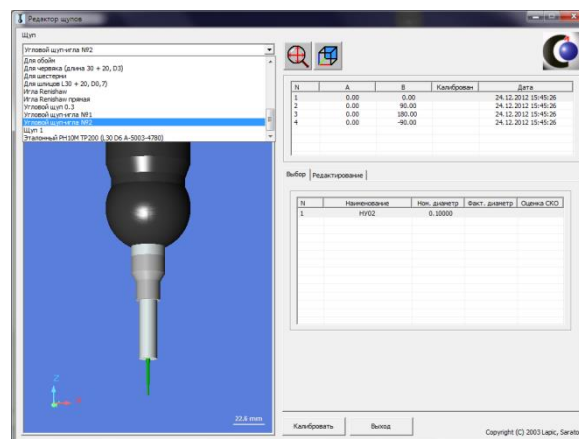 Редактор щупов
Щуп
Угловой щуп-игла №2
Для обойн
Для червяка (длина 30 + 20, D3)
Для шестерни
Для шлицов L30 + 20, D0,7)
Игла Renishaw
Игла Renishaw прямая
Угловой щуп 0.3
Угловой щуп-игла №1
Угловой щуп-игла №2
Щуп 1
Эталонный PH10M TP200 (L30 D6 A-5003-4780)
N A B Калиброван Дата
1 0.00 0.00 24.12.2012 15:45:26
2 0.00 90.00 24.12.2012 15:45:26
3 0.00 180.00 24.12.2012 15:45:26
4 0.00 -90.00 24.12.2012 15:45:26
Выбор Редактирование
N Наименование Ном. диаметр Факт. диаметр Оценка СКО
1 НУ02 0.10000
Z
22.6 mm
Калибровать Выход
Copyright (C) 2003 Lapic, Sarato